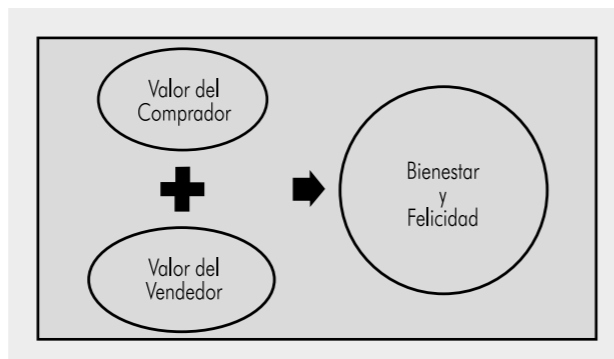 Valor del
Comprador
Bienestar
y
Felicidad
Valor del
Vendedor